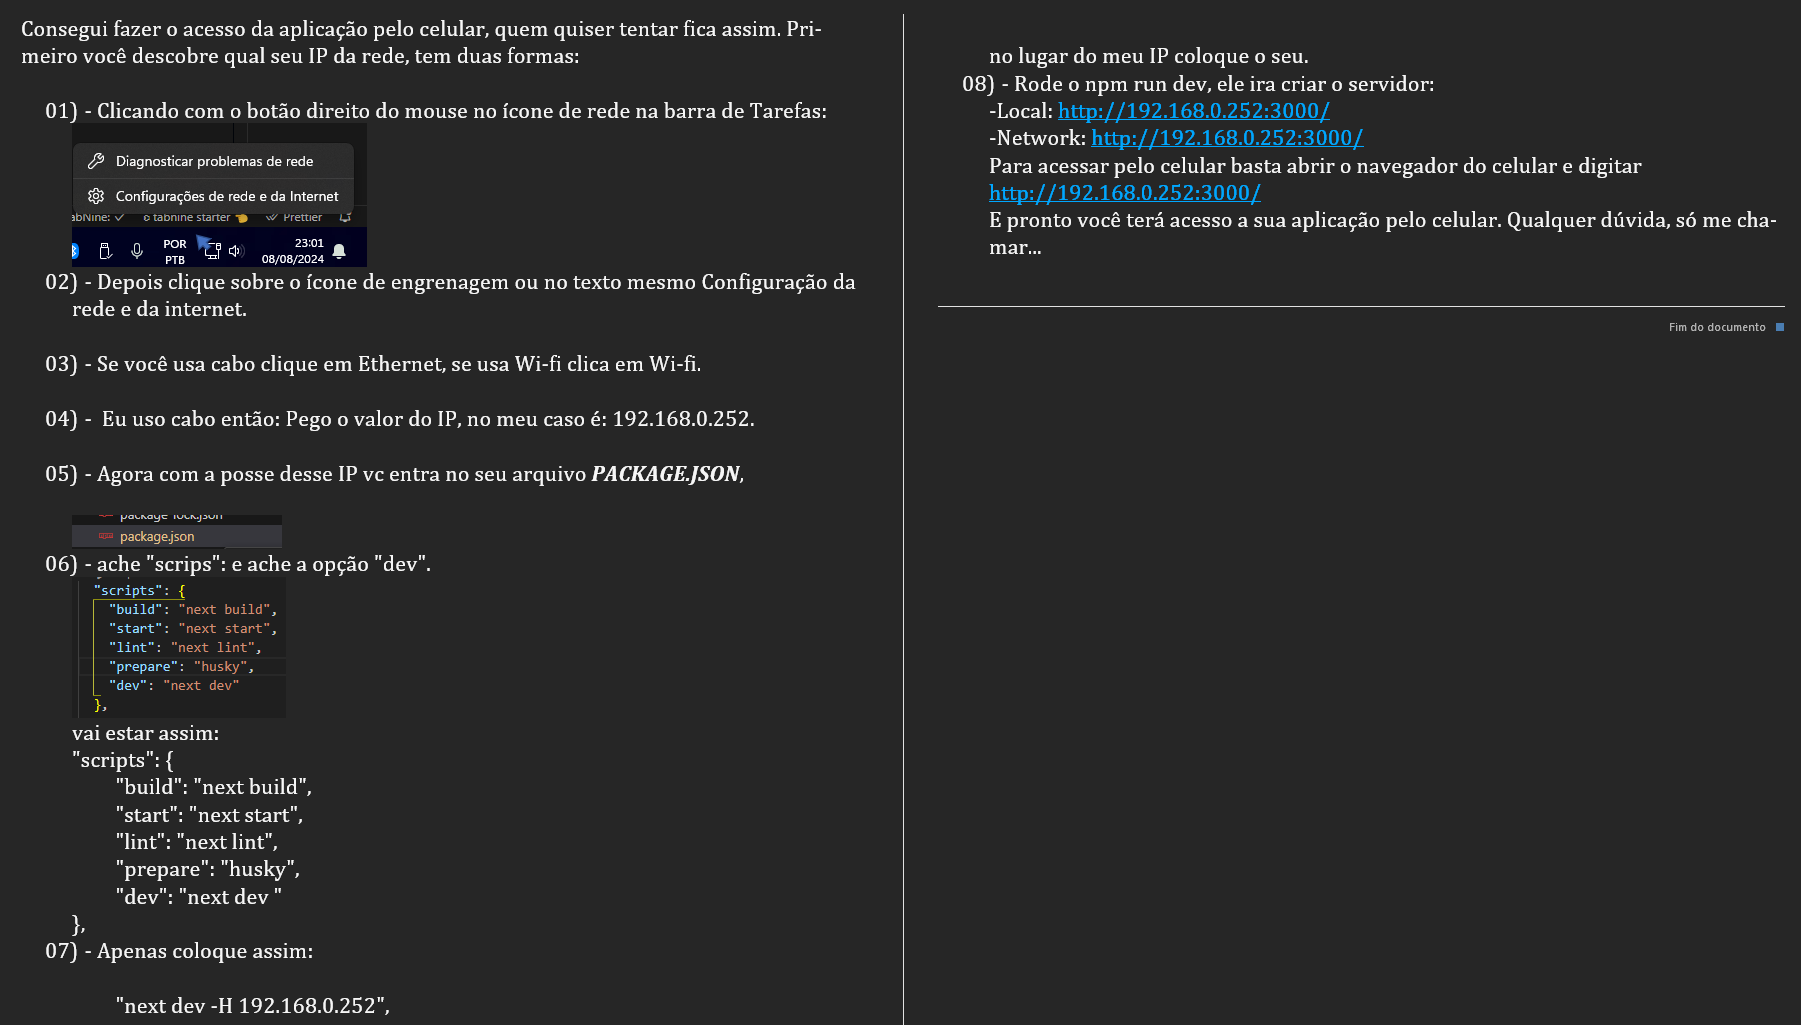 Consegui fazer o acesso da aplicação pelo celular, quem quiser tentar fica assim. Pri-
meiro você descobre qual seu IP da rede, tem duas formas:
01) - Clicando com o botão direito do mouse no ícone de rede na barra de Tarefas:
Diagnosticar problemas de rede
Configurações de rede e da Internet
abNine: ✓ tabnine starter Prettier
POR
PTB
23:01
08/08/2024
02) - Depois clique sobre o ícone de engrenagem ou no texto mesmo Configuração da
rede e da internet.
03) - Se você usa cabo clique em Ethernet, se usa Wi-fi clica em Wi-fi.
04) - Eu uso cabo então: Pego o valor do IP, no meu caso é: 192.168.0.252.
05) - Agora com a posse desse IP vc entra no seu arquivo PACKAGE.JSON,
package-lock.json
package.json
06) - ache "scrips": e ache a opção "dev".
"scripts": {
"build": "next build",
"start": "next start",
"lint": "next lint",
"prepare": "husky",
"dev": "next dev"
},
vai estar assim:
"scripts": {
"build": "next build",
"start": "next start",
"lint": "next lint",
"prepare": "husky",
"dev": "next dev "
},
07) - Apenas coloque assim:
"next dev -H 192.168.0.252",
no lugar do meu IP coloque o seu.
08) - Rode o npm run dev, ele ira criar o servidor:
-Local: http://192.168.0.252:3000/
-Network: http://192.168.0.252:3000/
Para acessar pelo celular basta abrir o navegador do celular e digitar
http://192.168.0.252:3000/
E pronto você terá acesso a sua aplicação pelo celular. Qualquer dúvida, só me cha-
mar...
Fim do documento